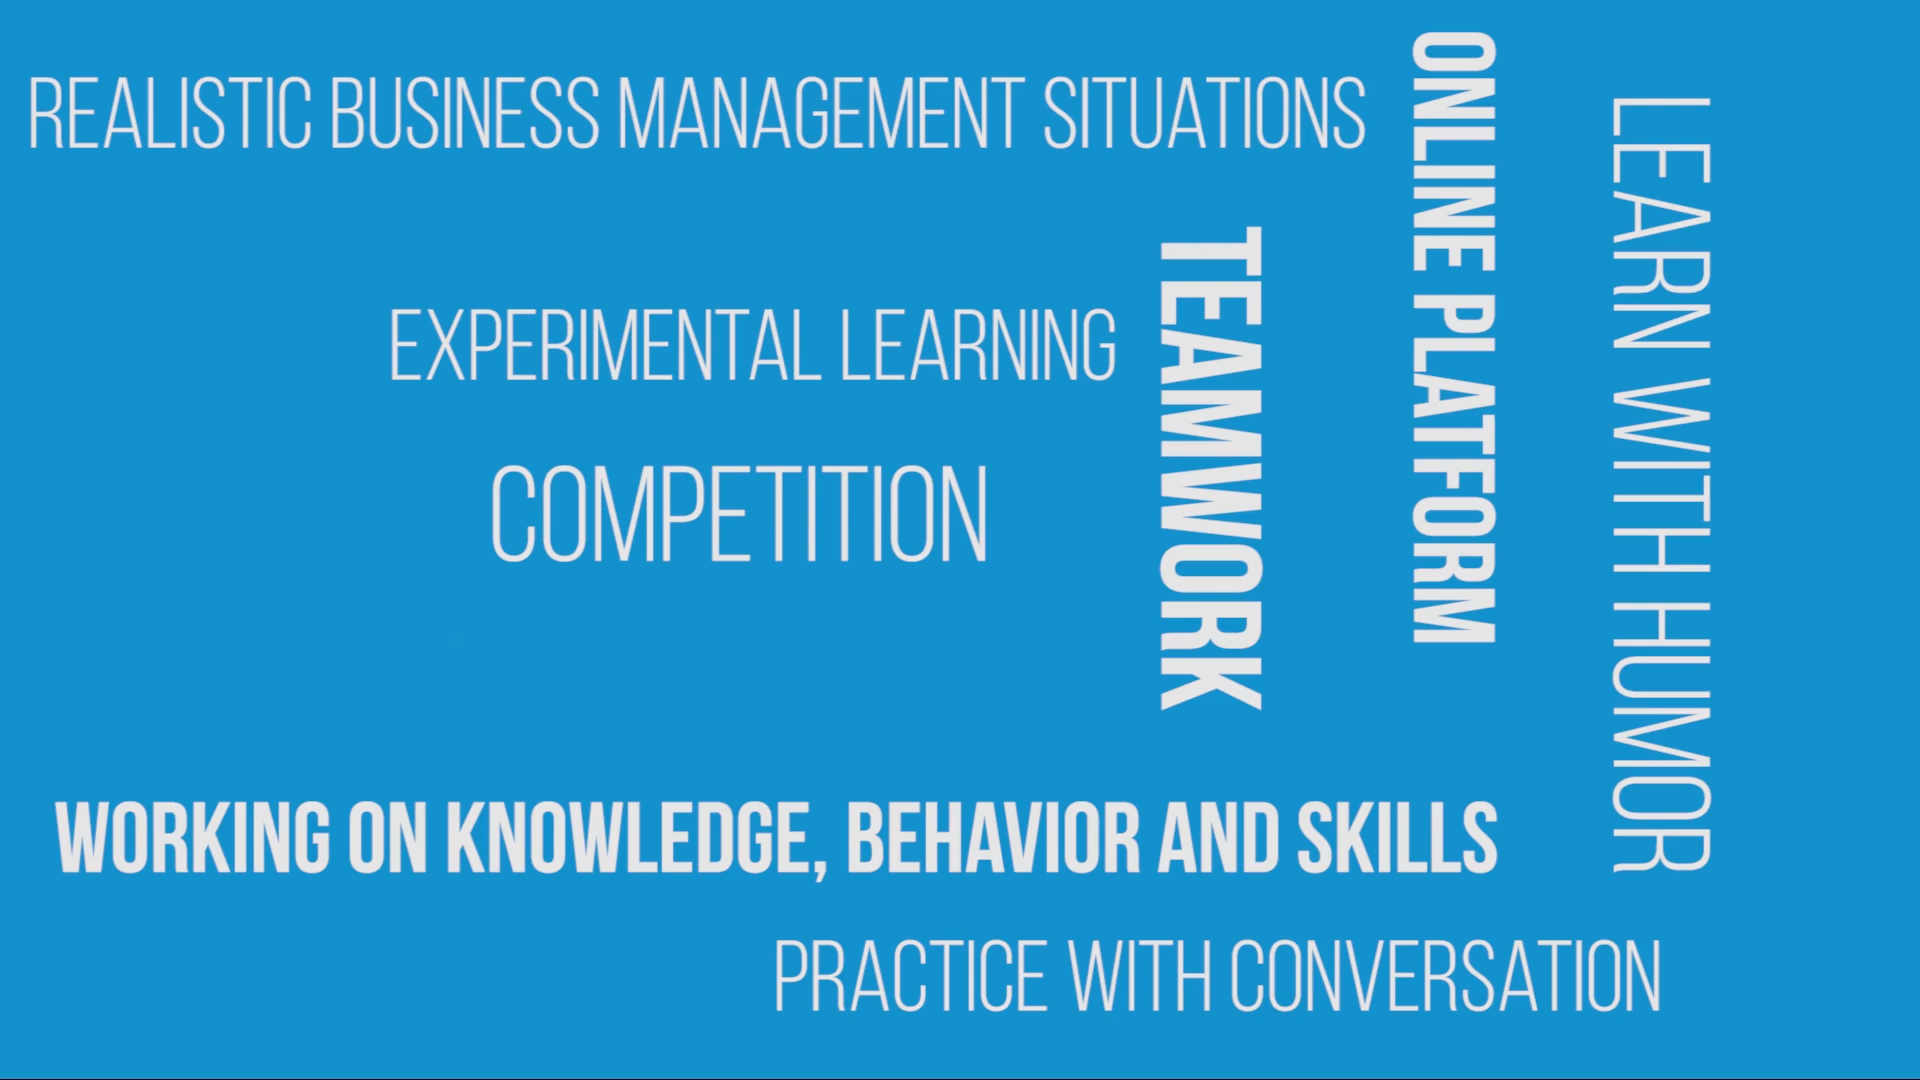 REALISTIC BUSINESS MANAGEMENT SITUATIONS
ONLINE PLATFORM
LEARN WITH HUMOR
TEAMWORK
EXPERIMENTAL LEARNING
COMPETITION
WORKING ON KNOWLEDGE, BEHAVIOR AND SKILLS
PRACTICE WITH CONVERSATION